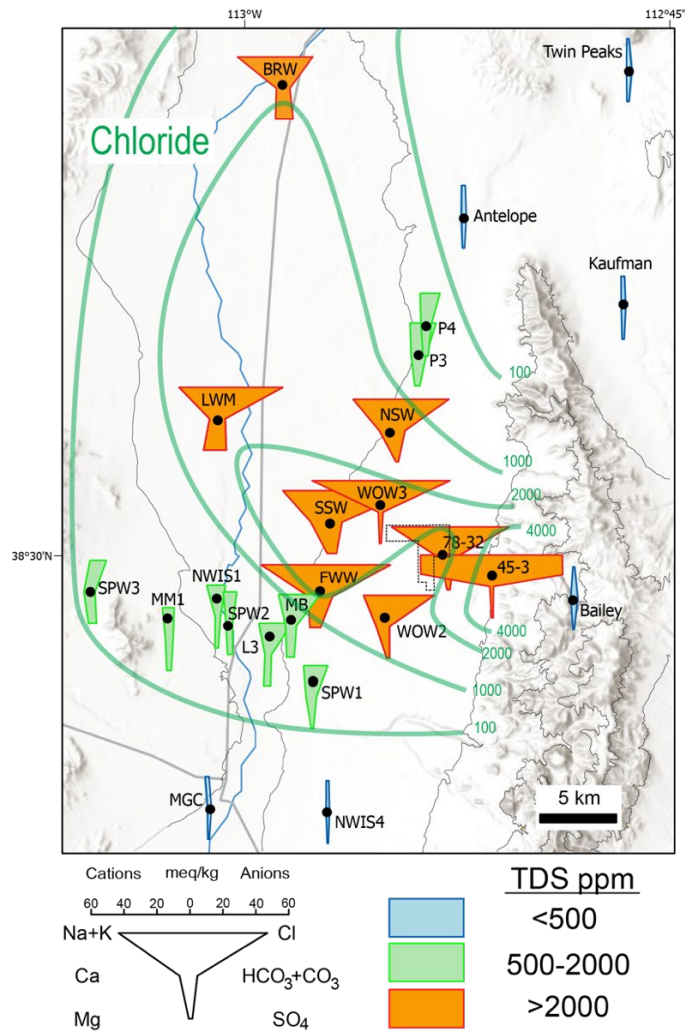 113°W
112°45
Twin Peaks
BRW
Chloride
Antelope
Kaufman
P4
P3
100
LWM
NSW
1000
WOW3
2000
SSW
4000
78-32
38°30
45-3
SPW3
NWIS1
FWW
MM1
SPW2
MB
Bailey
L3
WOW2
4000
2000
SPW1
1000
100
MGC
NWIS4
5 km
Cations meq/kg Anions
60 40 20 0 20 40 60
Na+K Cl
Ca HCO₃+CO₃
Mg SO₄
TDS ppm
<500
500-2000
>2000